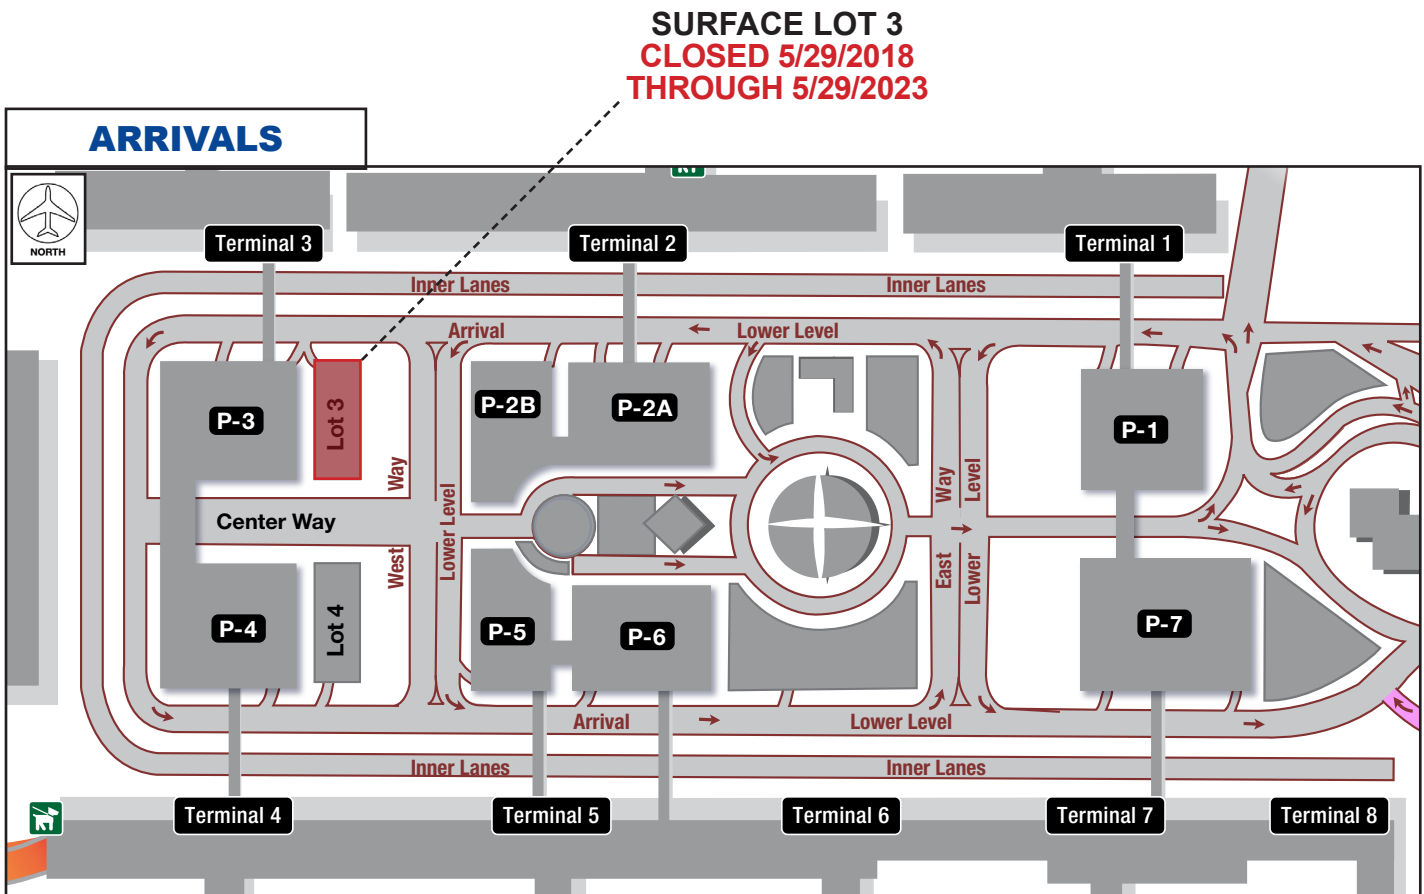 SURFACE LOT 3
CLOSED 5/29/2018
THROUGH 5/29/2023
ARRIVALS
NORTH
Terminal 3
Terminal 2
Terminal 1
Inner Lanes
Inner Lanes
Arrival
Lower Level
P-3
Lot 3
P-2B
P-2A
P-1
Way
Way
Level
Center Way
Lower Level
West
East
Lower
P-4
Lot 4
P-5
P-6
P-7
Arrival
Lower Level
Inner Lanes
Inner Lanes
Terminal 4
Terminal 5
Terminal 6
Terminal 7
Terminal 8